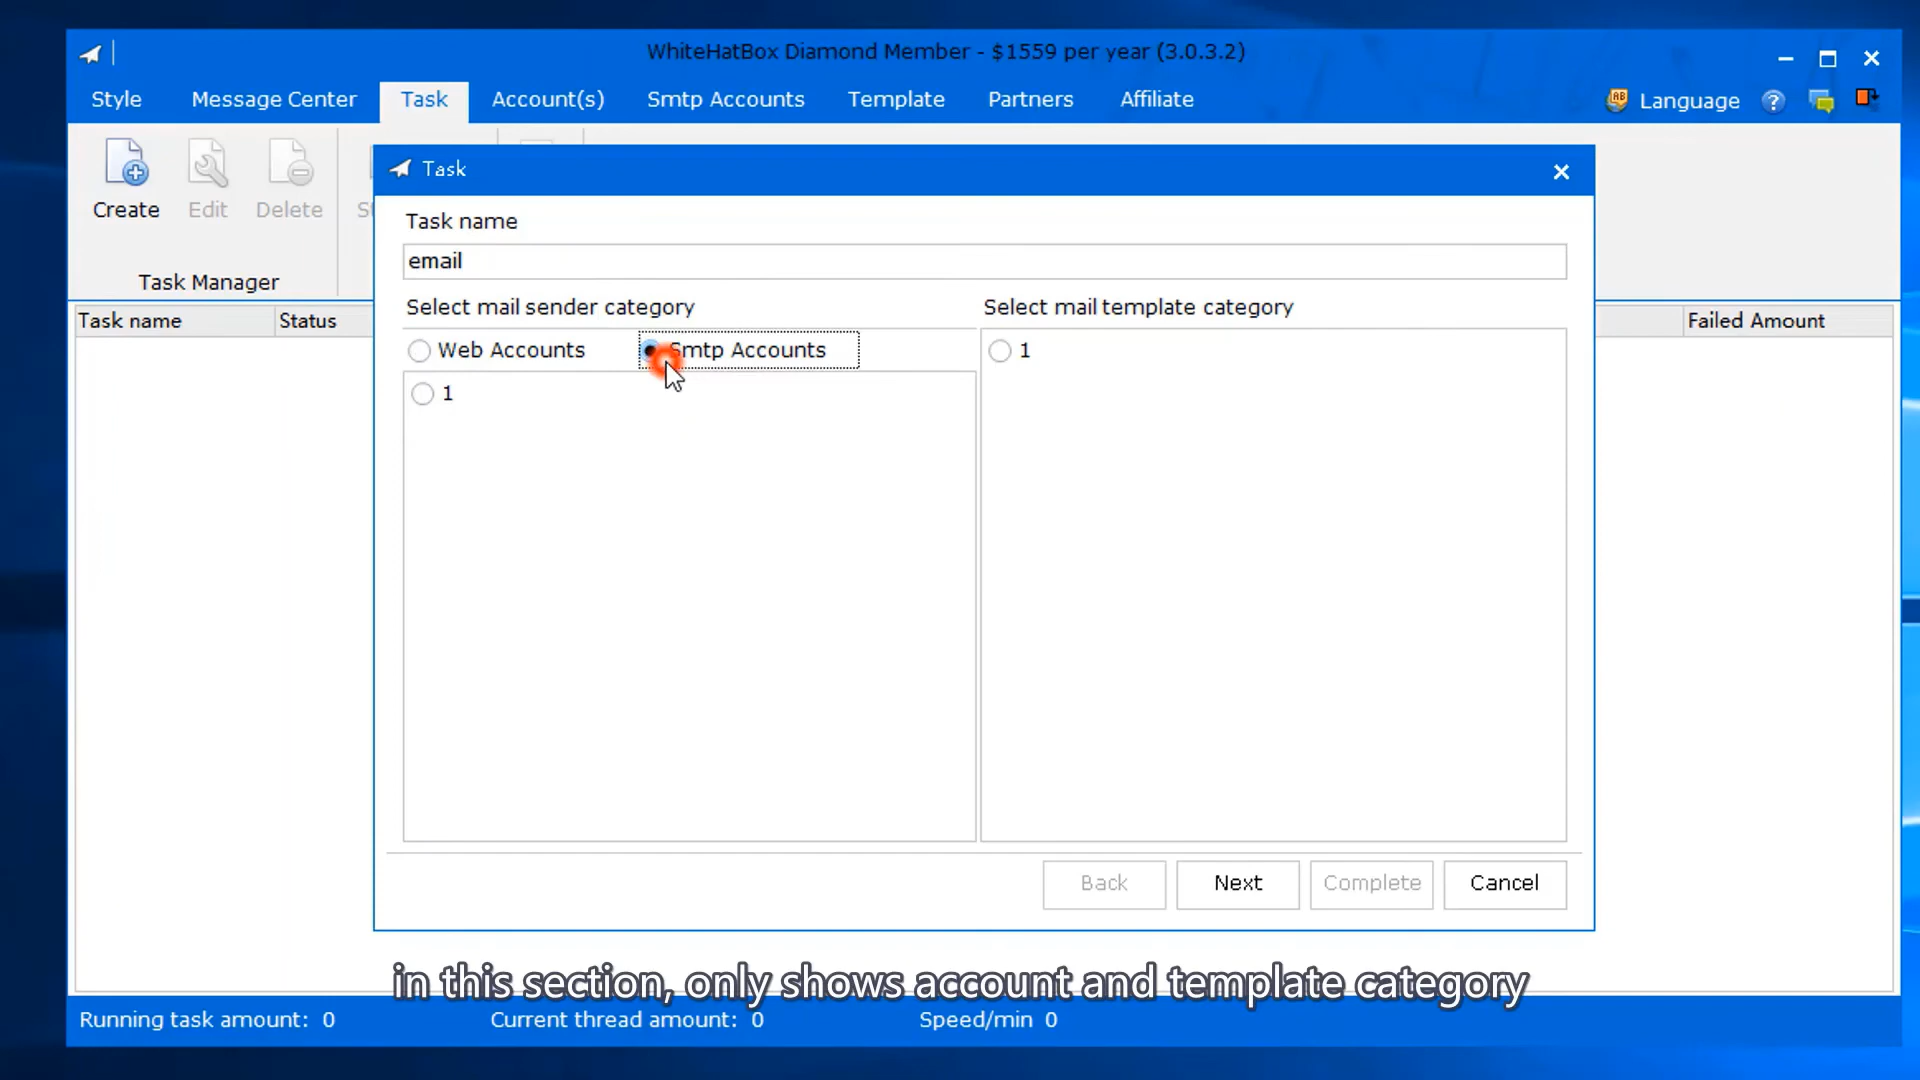 WhiteHatBox Diamond Member - $1559 per year (3.0.3.2)
Style Message Center Task Account(s) Smtp Accounts Template Partners Affiliate Language
Task
Create Edit Delete
Task Manager
Task name
email
Select mail sender category Select mail template category
Task name Status Failed Amount
Web Accounts Smtp Accounts 1
1
Back Next Complete Cancel
in this section, only shows account and template category
Running task amount: 0 Current thread amount: 0 Speed/min 0